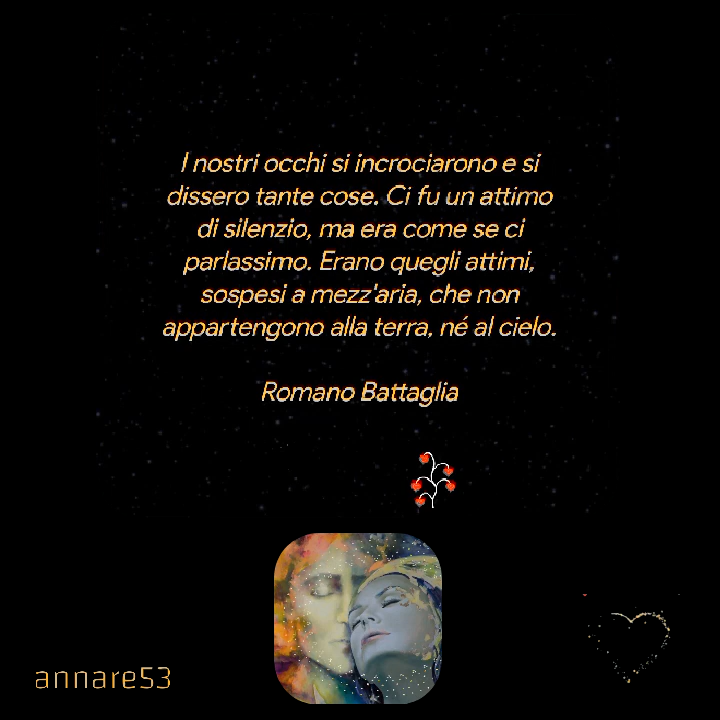 I nostri occhi si incrociarono e si
dissero tante cose. Ci fu un attimo
di silenzio, ma era come se ci
parlassimo. Erano quegli attimi,
sospesi a mezz'aria, che non
appartengono alla terra, né al cielo.
Romano Battaglia
annare53